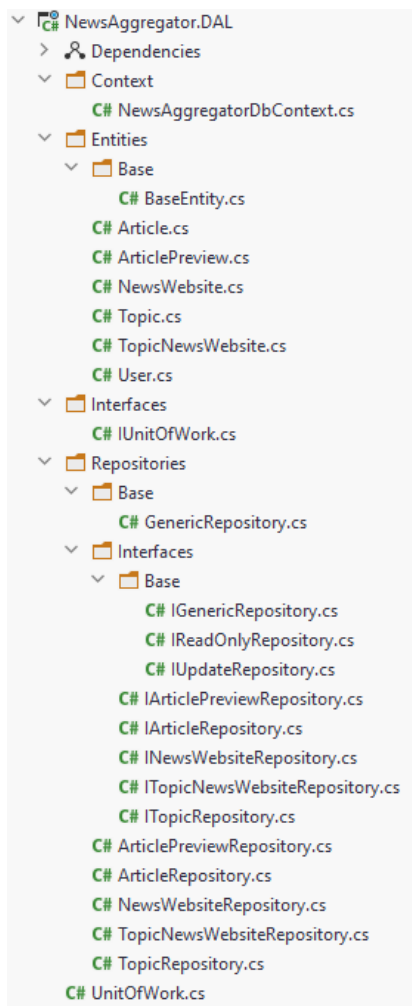 NewsAggregator.DAL
Dependencies
Context
C# NewsAggregatorDbContext.cs
Entities
Base
C# BaseEntity.cs
C# Article.cs
C# ArticlePreview.cs
C# NewsWebsite.cs
C# Topic.cs
C# TopicNewsWebsite.cs
C# User.cs
Interfaces
C# IUnitOfWork.cs
Repositories
Base
C# GenericRepository.cs
Interfaces
Base
C# IGenericRepository.cs
C# IReadOnlyRepository.cs
C# IUpdateRepository.cs
C# IArticlePreviewRepository.cs
C# IArticleRepository.cs
C# INewsWebsiteRepository.cs
C# ITopicNewsWebsiteRepository.cs
C# ITopicRepository.cs
C# ArticlePreviewRepository.cs
C# ArticleRepository.cs
C# NewsWebsiteRepository.cs
C# TopicNewsWebsiteRepository.cs
C# TopicRepository.cs
C# UnitOfWork.cs